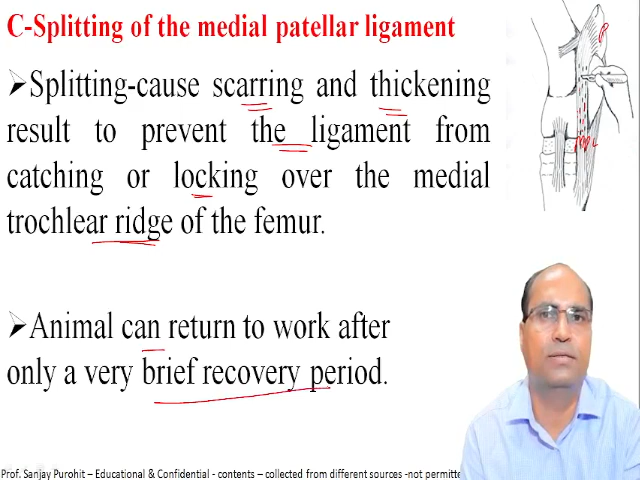 C-Splitting of the medial patellar ligament
➢Splitting-cause scarring and thickening
result to prevent the ligament from
catching or locking over the medial
trochlear ridge of the femur.
➢Animal can return to work after
only a very brief recovery period.
Prof. Sanjay Purohit – Educational & Confidential - contents – collected from different sources -not permitte